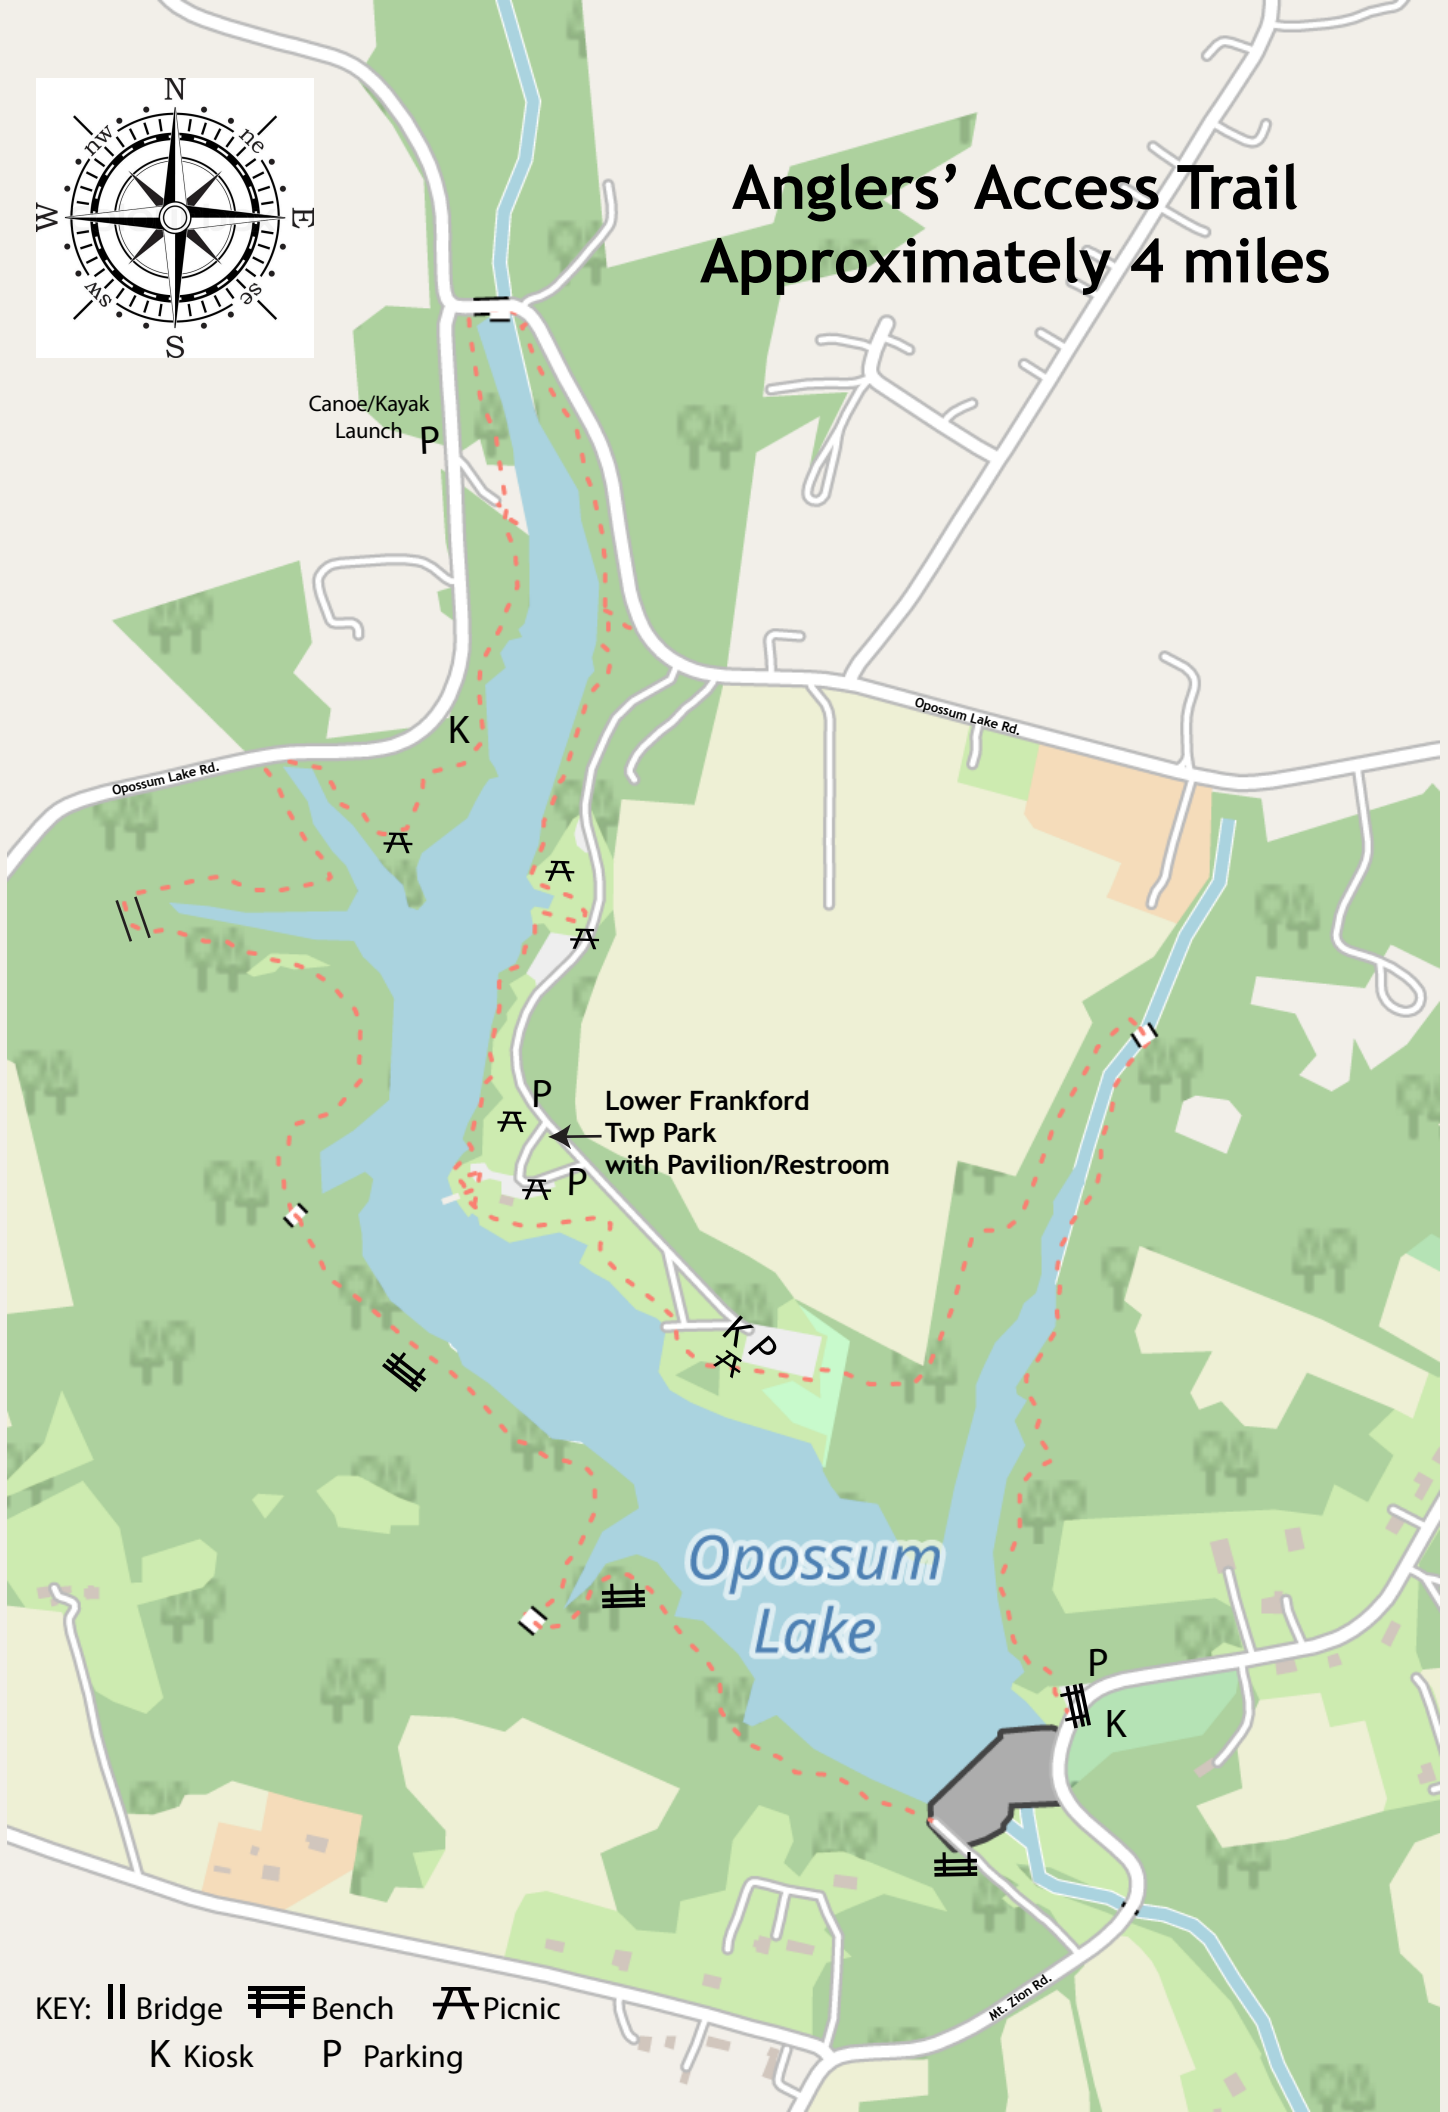 N
nw
ne
W
E
sw
se
S
Anglers’ Access Trail
Approximately 4 miles
Canoe/Kayak
Launch
P
K
Opossum Lake Rd.
Opossum Lake Rd.
P
Lower Frankford
Twp Park
with Pavilion/Restroom
P
K
P
Opossum
Lake
P
K
Mt. Zion Rd.
KEY: Bridge Bench Picnic
K Kiosk P Parking